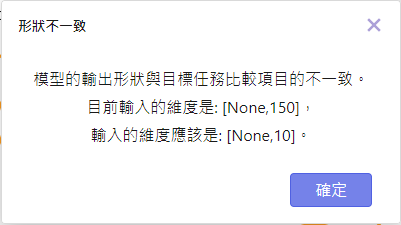 形狀不一致
模型的輸出形狀與目標任務比較項目的不一致。
目前輸入的維度是: [None,150]，
輸入的維度應該是: [None,10]。
確定